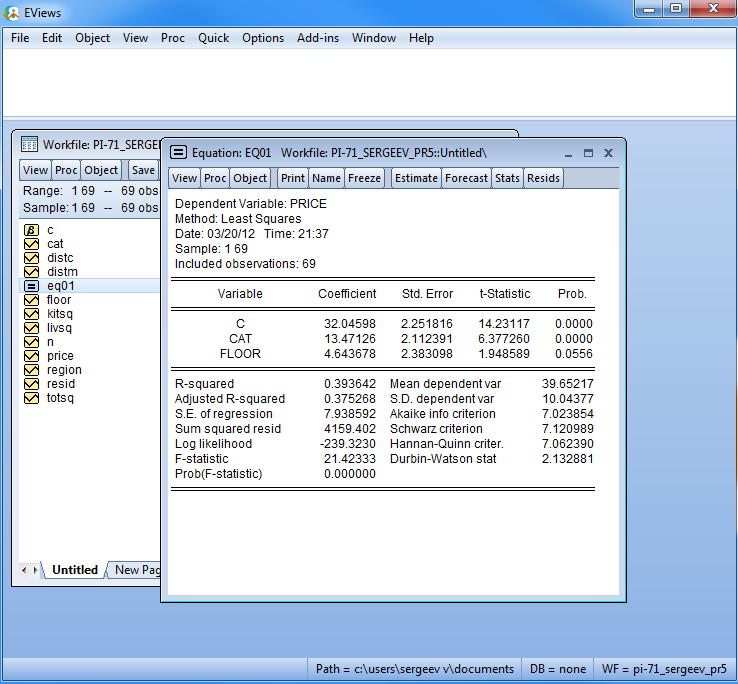 EViews
File Edit Object View Proc Quick Options Add-ins Window Help
Workfile: PI-71_SERGEE
View Proc Object Save
Range: 1 69 -- 69 obs
Sample: 1 69 -- 69 obs
β c
cat
distc
distm
eq01
floor
kitsq
livsq
n
price
region
resid
totsq
Untitled New Pag
Equation: EQ01 Workfile: PI-71_SERGEEV_PR5::Untitled\
View Proc Object Print Name Freeze Estimate Forecast Stats Resids
Dependent Variable: PRICE
Method: Least Squares
Date: 03/20/12 Time: 21:37
Sample: 1 69
Included observations: 69
Variable Coefficient Std. Error t-Statistic Prob.
C 32.04598 2.251816 14.23117 0.0000
CAT 13.47126 2.112391 6.377260 0.0000
FLOOR 4.643678 2.383098 1.948589 0.0556
R-squared 0.393642 Mean dependent var 39.65217
Adjusted R-squared 0.375268 S.D. dependent var 10.04377
S.E. of regression 7.938592 Akaike info criterion 7.023854
Sum squared resid 4159.402 Schwarz criterion 7.120989
Log likelihood -239.3230 Hannan-Quinn criter. 7.062390
F-statistic 21.42333 Durbin-Watson stat 2.132881
Prob(F-statistic) 0.000000
Path = c:\users\sergeev v\documents DB = none WF = pi-71_sergeev_pr5